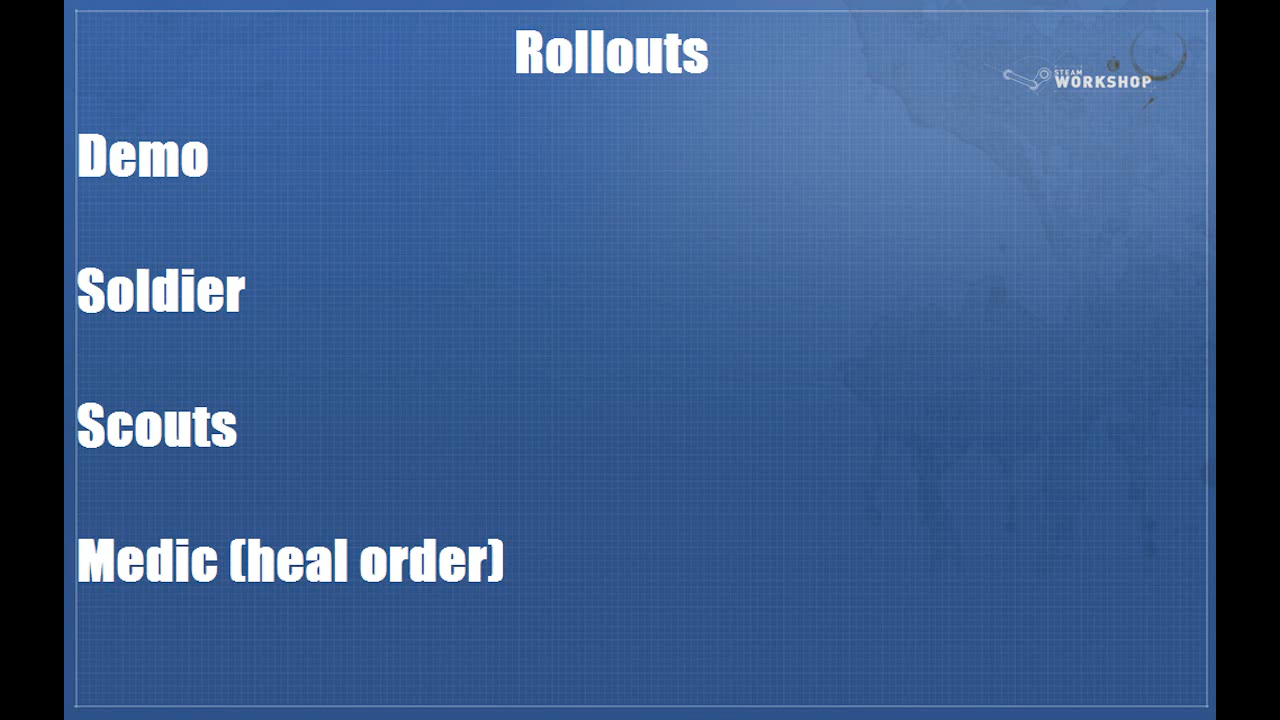 Rollouts
STEAM
WORKSHOP
Demo
Soldier
Scouts
Medic (heal order)